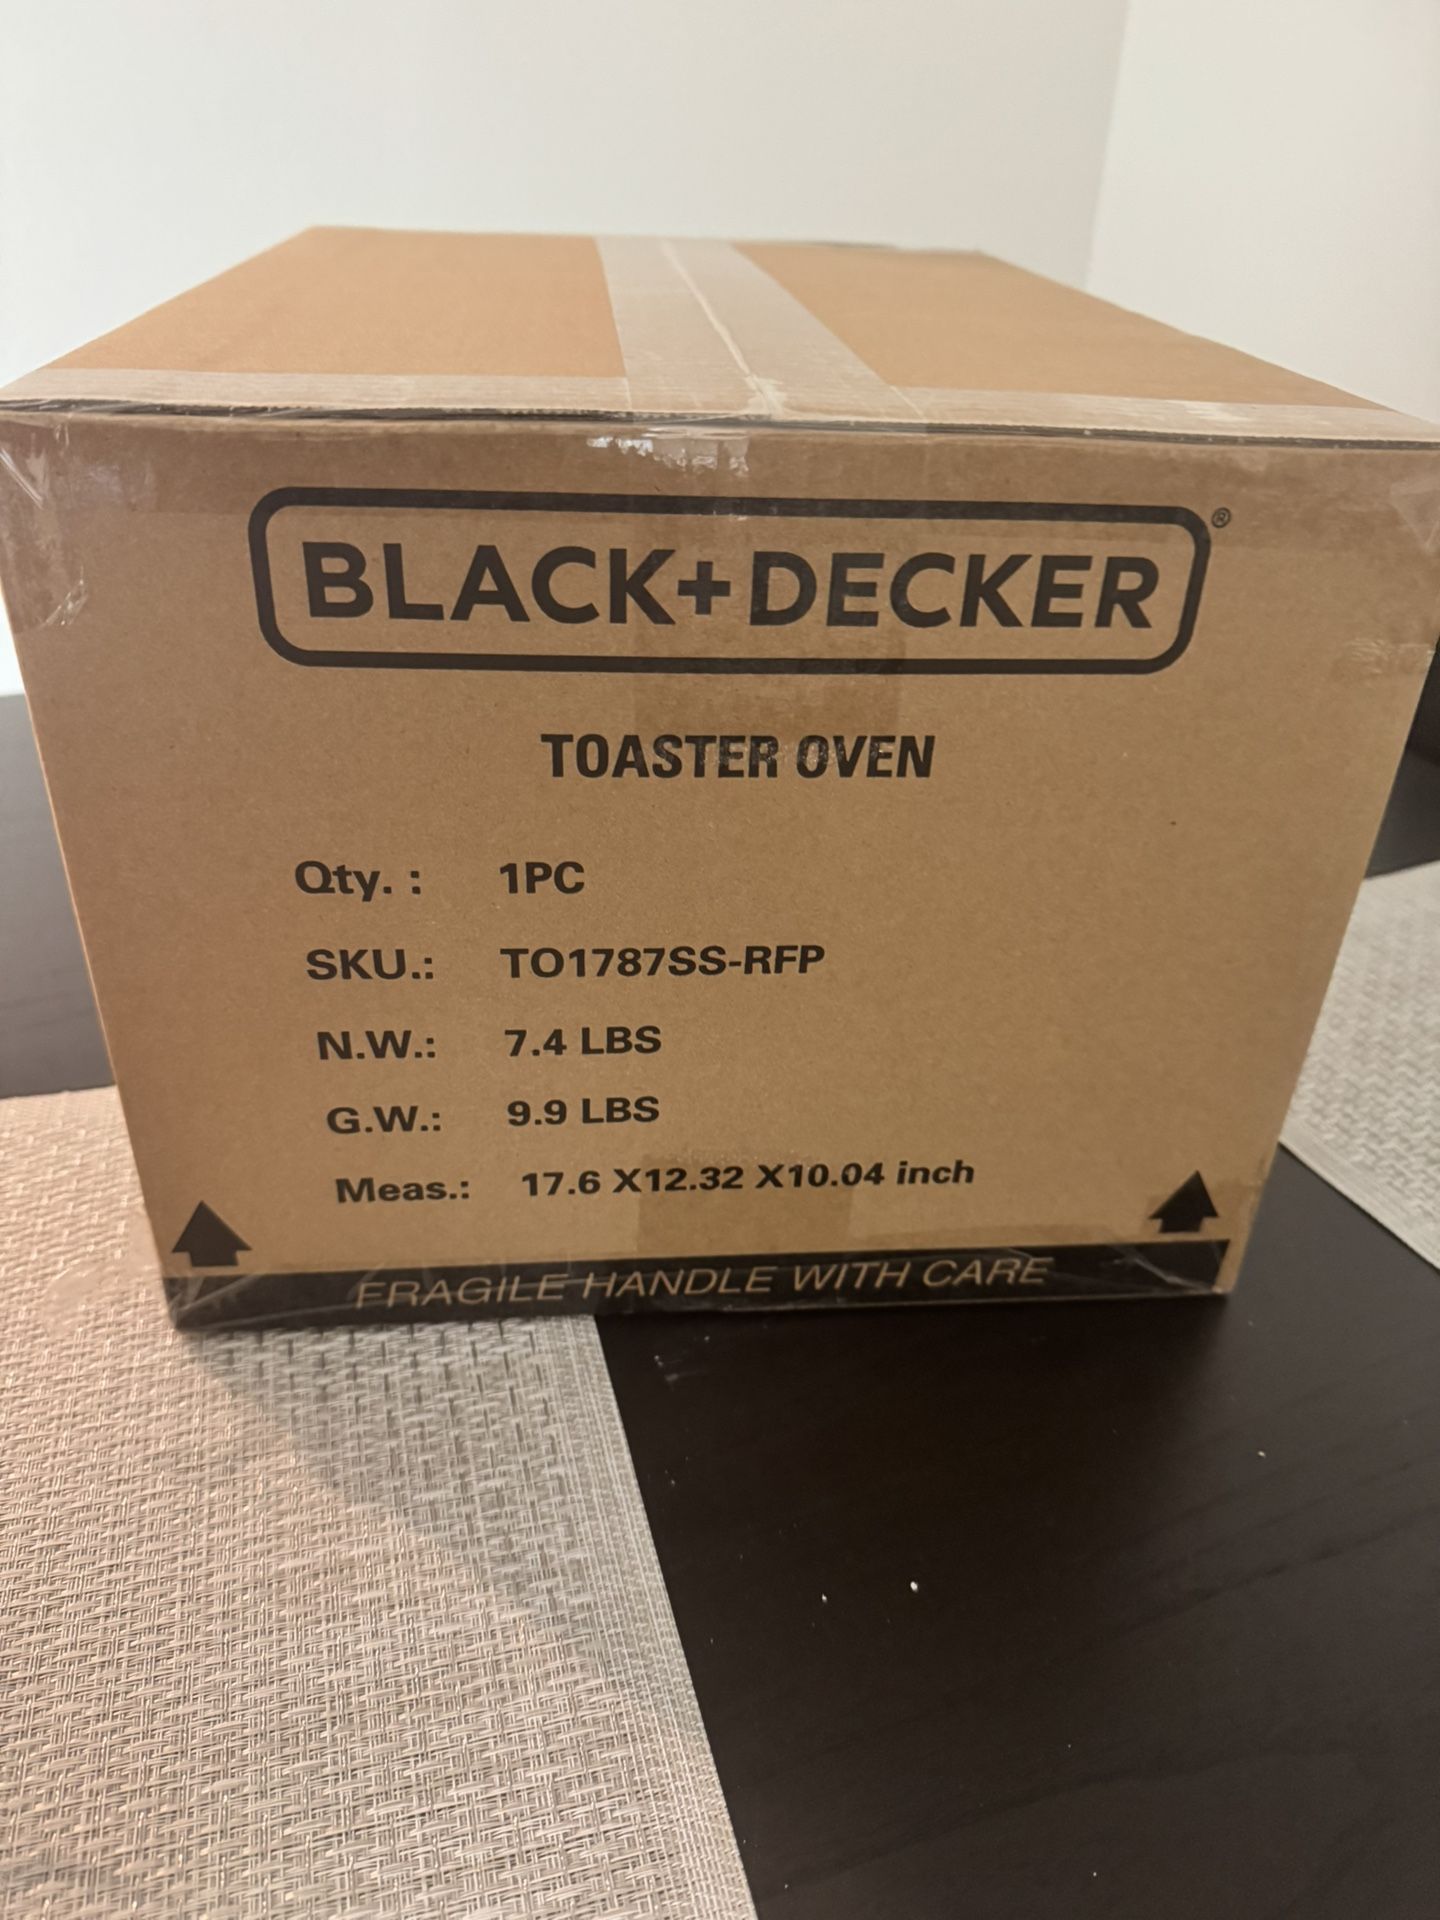 BLACK+DECKER®
TOASTER OVEN
Qty. : 1PC
SKU.: TO1787SS-RFP
N.W.: 7.4 LBS
G.W.: 9.9 LBS
Meas.: 17.6 X12.32 X10.04 inch
FRAGILE HANDLE WITH CARE